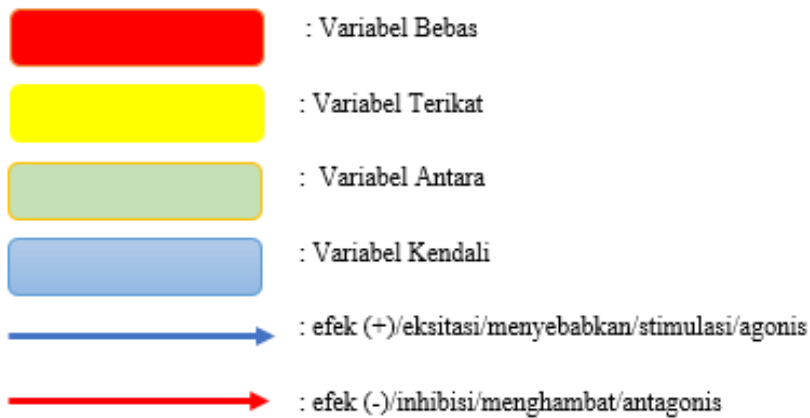 : Variabel Bebas
: Variabel Terikat
: Variabel Antara
: Variabel Kendali
: efek (+)/eksitasi/menyebabkan/stimulasi/agonis
: efek (-)/inhibisi/menghambat/antagonis